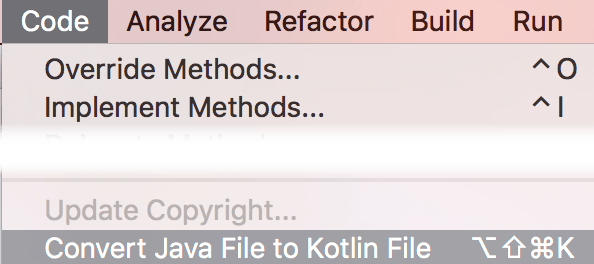 Code Analyze Refactor Build Run
Override Methods... ^ O
Implement Methods... ^ I
Update Copyright...
Convert Java File to Kotlin File ⌥⇧⌘K